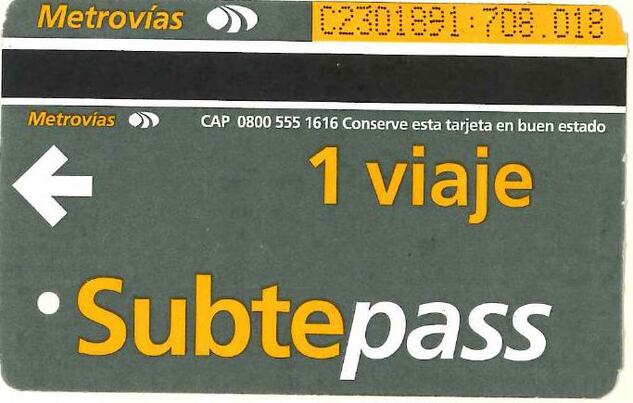 Metrovías C2301891:708.018
Metrovías CAP 0800 555 1616 Conserve esta tarjeta en buen estado
1 viaje
Subtepass